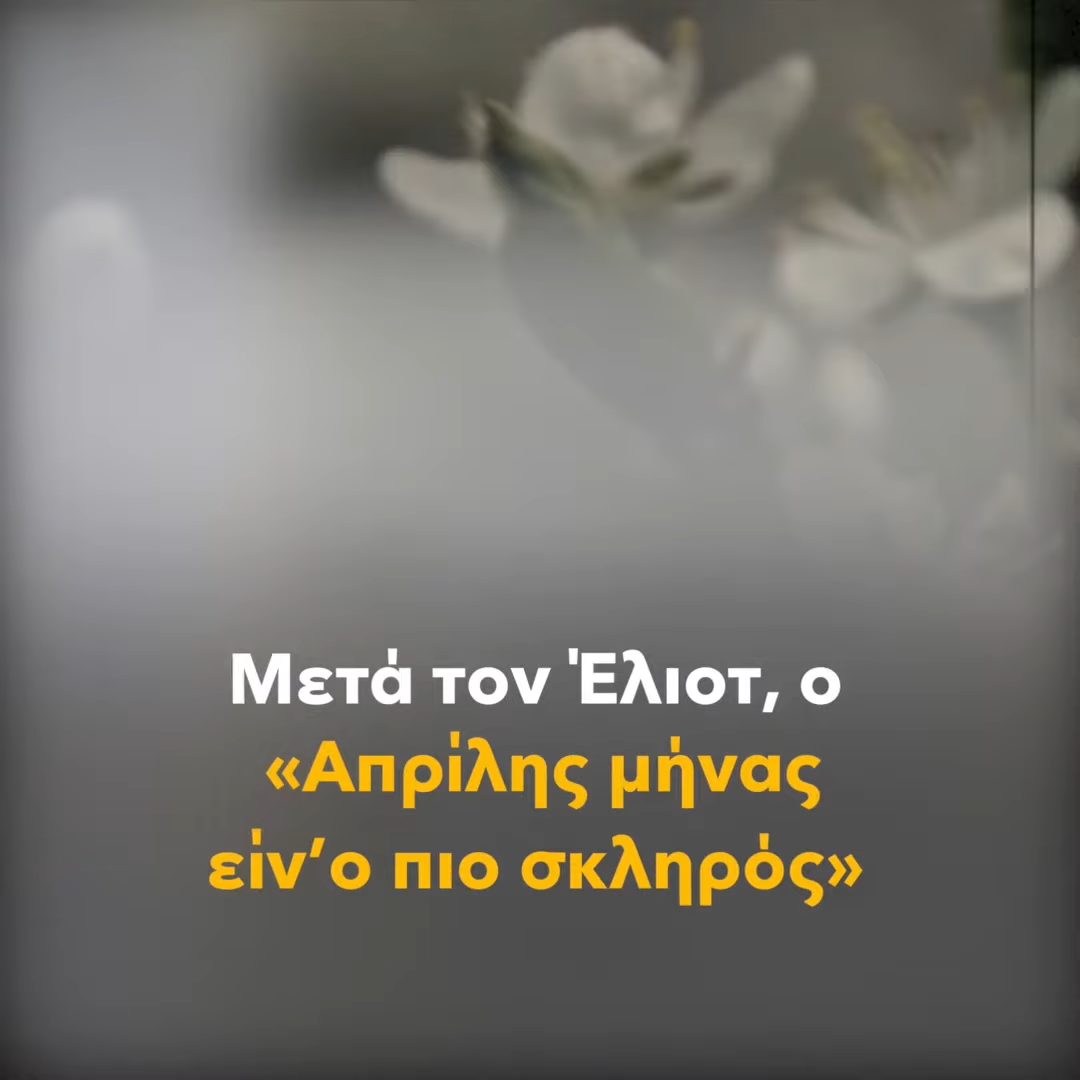 Μετά τον Έλιοτ, ο
«Απρίλης μήνας
είν’ο πιο σκληρός»